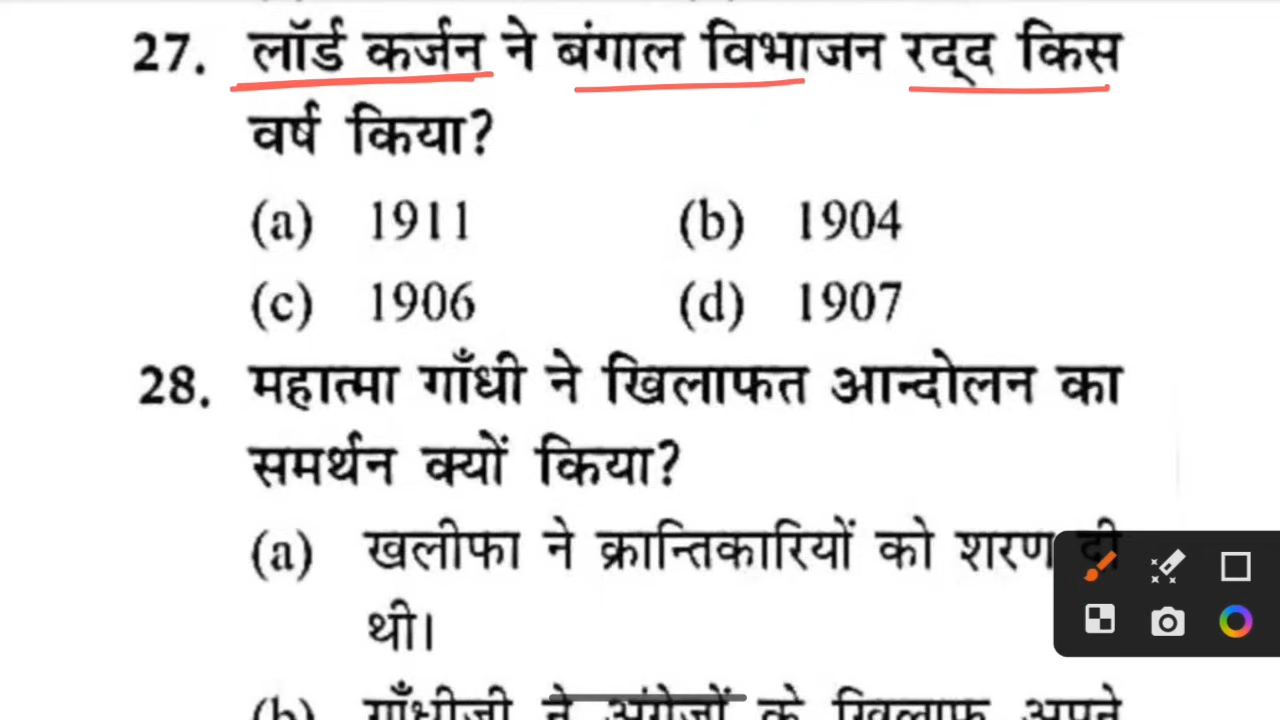 27. लॉर्ड कर्जन ने बंगाल विभाजन रद्द किस
वर्ष किया?
(a) 1911 (b) 1904
(c) 1906 (d) 1907
28. महात्मा गाँधी ने खिलाफत आन्दोलन का
समर्थन क्यों किया?
(a) खलीफा ने क्रान्तिकारियों को शरण दी
थी।
(b) गाँधीजी ने अंग्रेजों के खिलाफ अपने